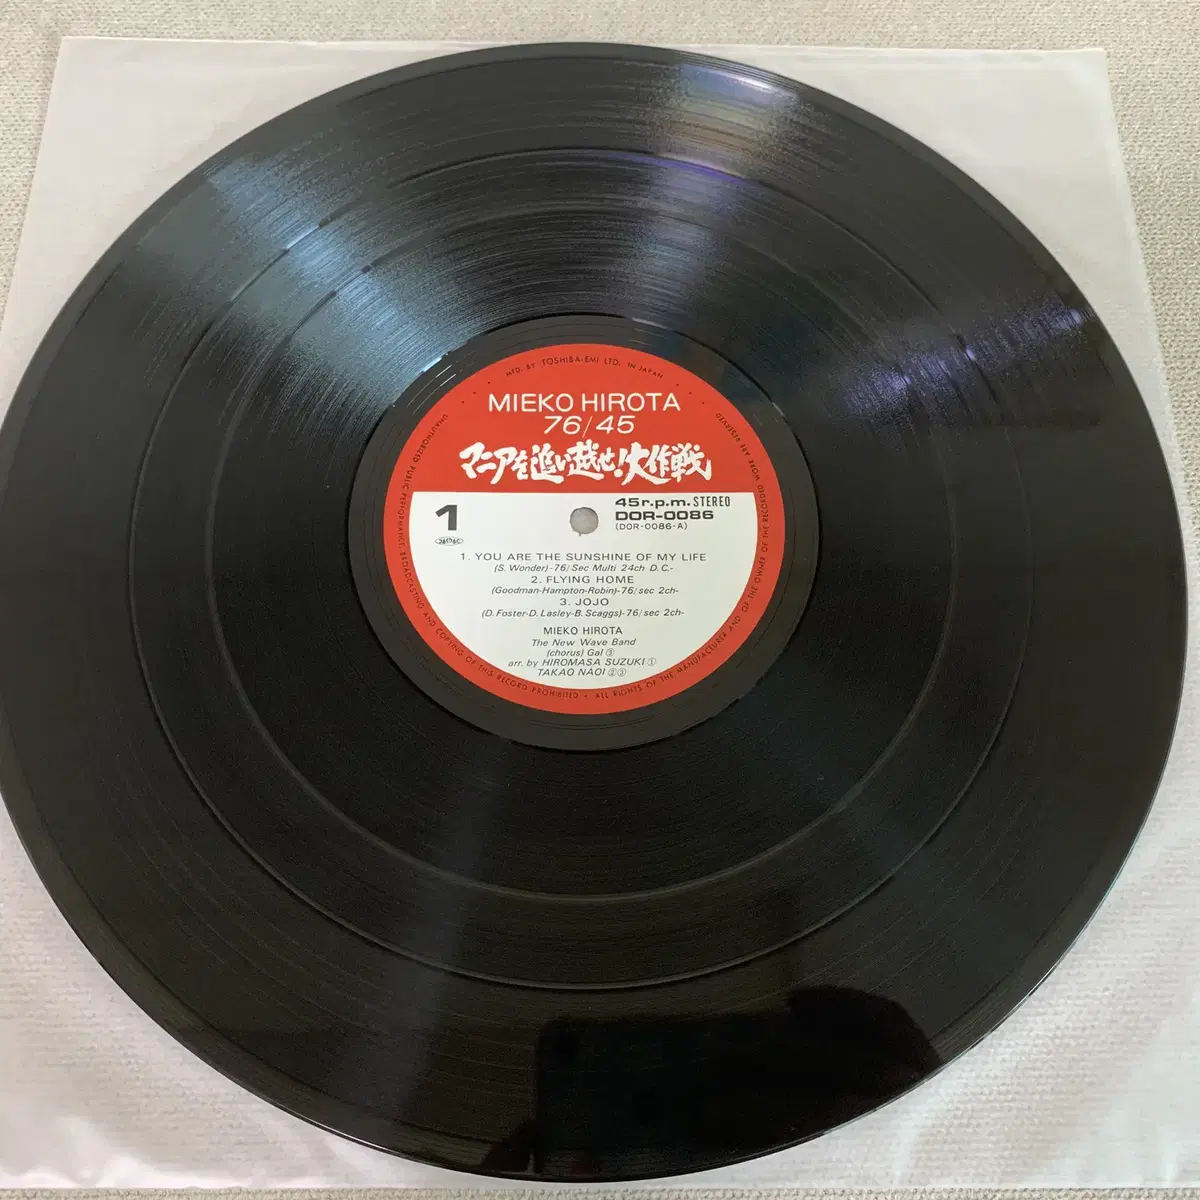 MFD. BY TOSHIBA-EMI LTD. IN JAPAN
MIEKO HIROTA
76/45
マニアを追い越せ!大作戦
1
JASRAC
45r.p.m. STEREO
DOR-0086
(DOR-0086-A)
1. YOU ARE THE SUNSHINE OF MY LIFE
(S. Wonder)-76/Sec Multi 24ch D.C.-
2. FLYING HOME
(Goodman-Hampton-Robin)-76/sec 2ch-
3. JOJO
(D. Foster-D. Lasley-B. Scaggs)-76/sec 2ch-
MIEKO HIROTA
The New Wave Band
(chorus) Gal ③
arr. by HIROMASA SUZUKI ①
TAKAO NAOI ②③
UNAUTHORIZED PUBLIC PERFORMANCE, BROADCASTING AND COPYING OF THIS RECORD PROHIBITED • ALL RIGHTS OF THE MANUFACTURER AND OF THE OWNER OF THE RECORDED WORK ARE RESERVED